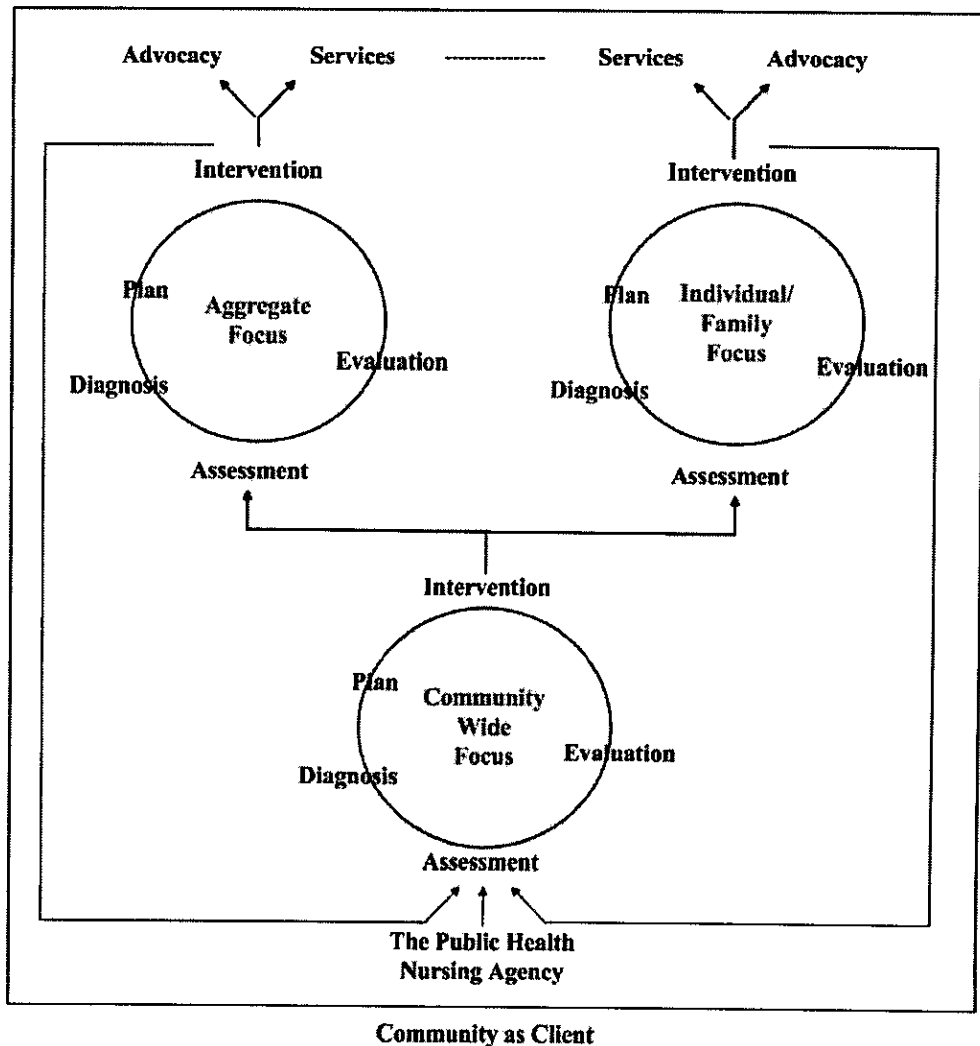 Advocacy Services Services Advocacy
Intervention Intervention
Plan Plan
Aggregate
Focus
Individual/
Family
Focus
Evaluation Evaluation
Diagnosis Diagnosis
Assessment Assessment
Intervention
Plan
Community
Wide
Focus
Evaluation
Diagnosis
Assessment
The Public Health
Nursing Agency
Community as Client